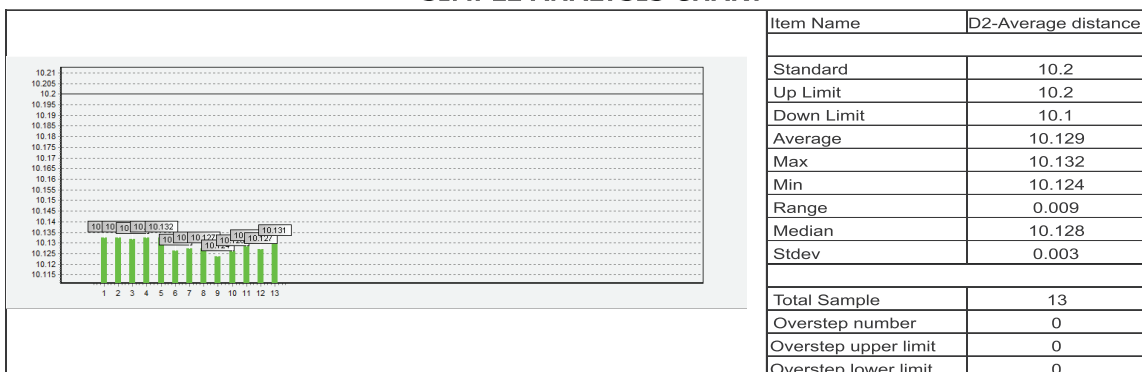 Item Name D2-Average distance
Standard 10.2
Up Limit 10.2
Down Limit 10.1
Average 10.129
Max 10.132
Min 10.124
Range 0.009
Median 10.128
Stdev 0.003
Total Sample 13
Overstep number 0
Overstep upper limit 0
Overstep lower limit 0
10.21
10.205
10.2
10.195
10.19
10.185
10.18
10.175
10.17
10.165
10.16
10.155
10.15
10.145
10.14
10.135
10.13
10.125
10.12
10.115
10.132
10.131
10.127
1 2 3 4 5 6 7 8 9 10 11 12 13